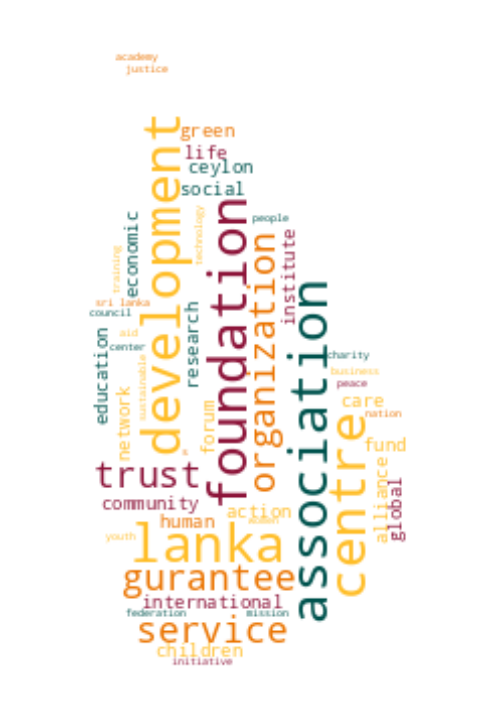 academy
justice
development
green
life
ceylon
social
foundation
people
technology
economic
organization
institute
training
sri lanka
council
association
research
education
aid
center
sustainable
charity
business
peace
network
forum
care
nation
centre
fund
trust
alliance
global
community
action
human
women
lanka
youth
gurantee
international
federation
mission
service
children
initiative